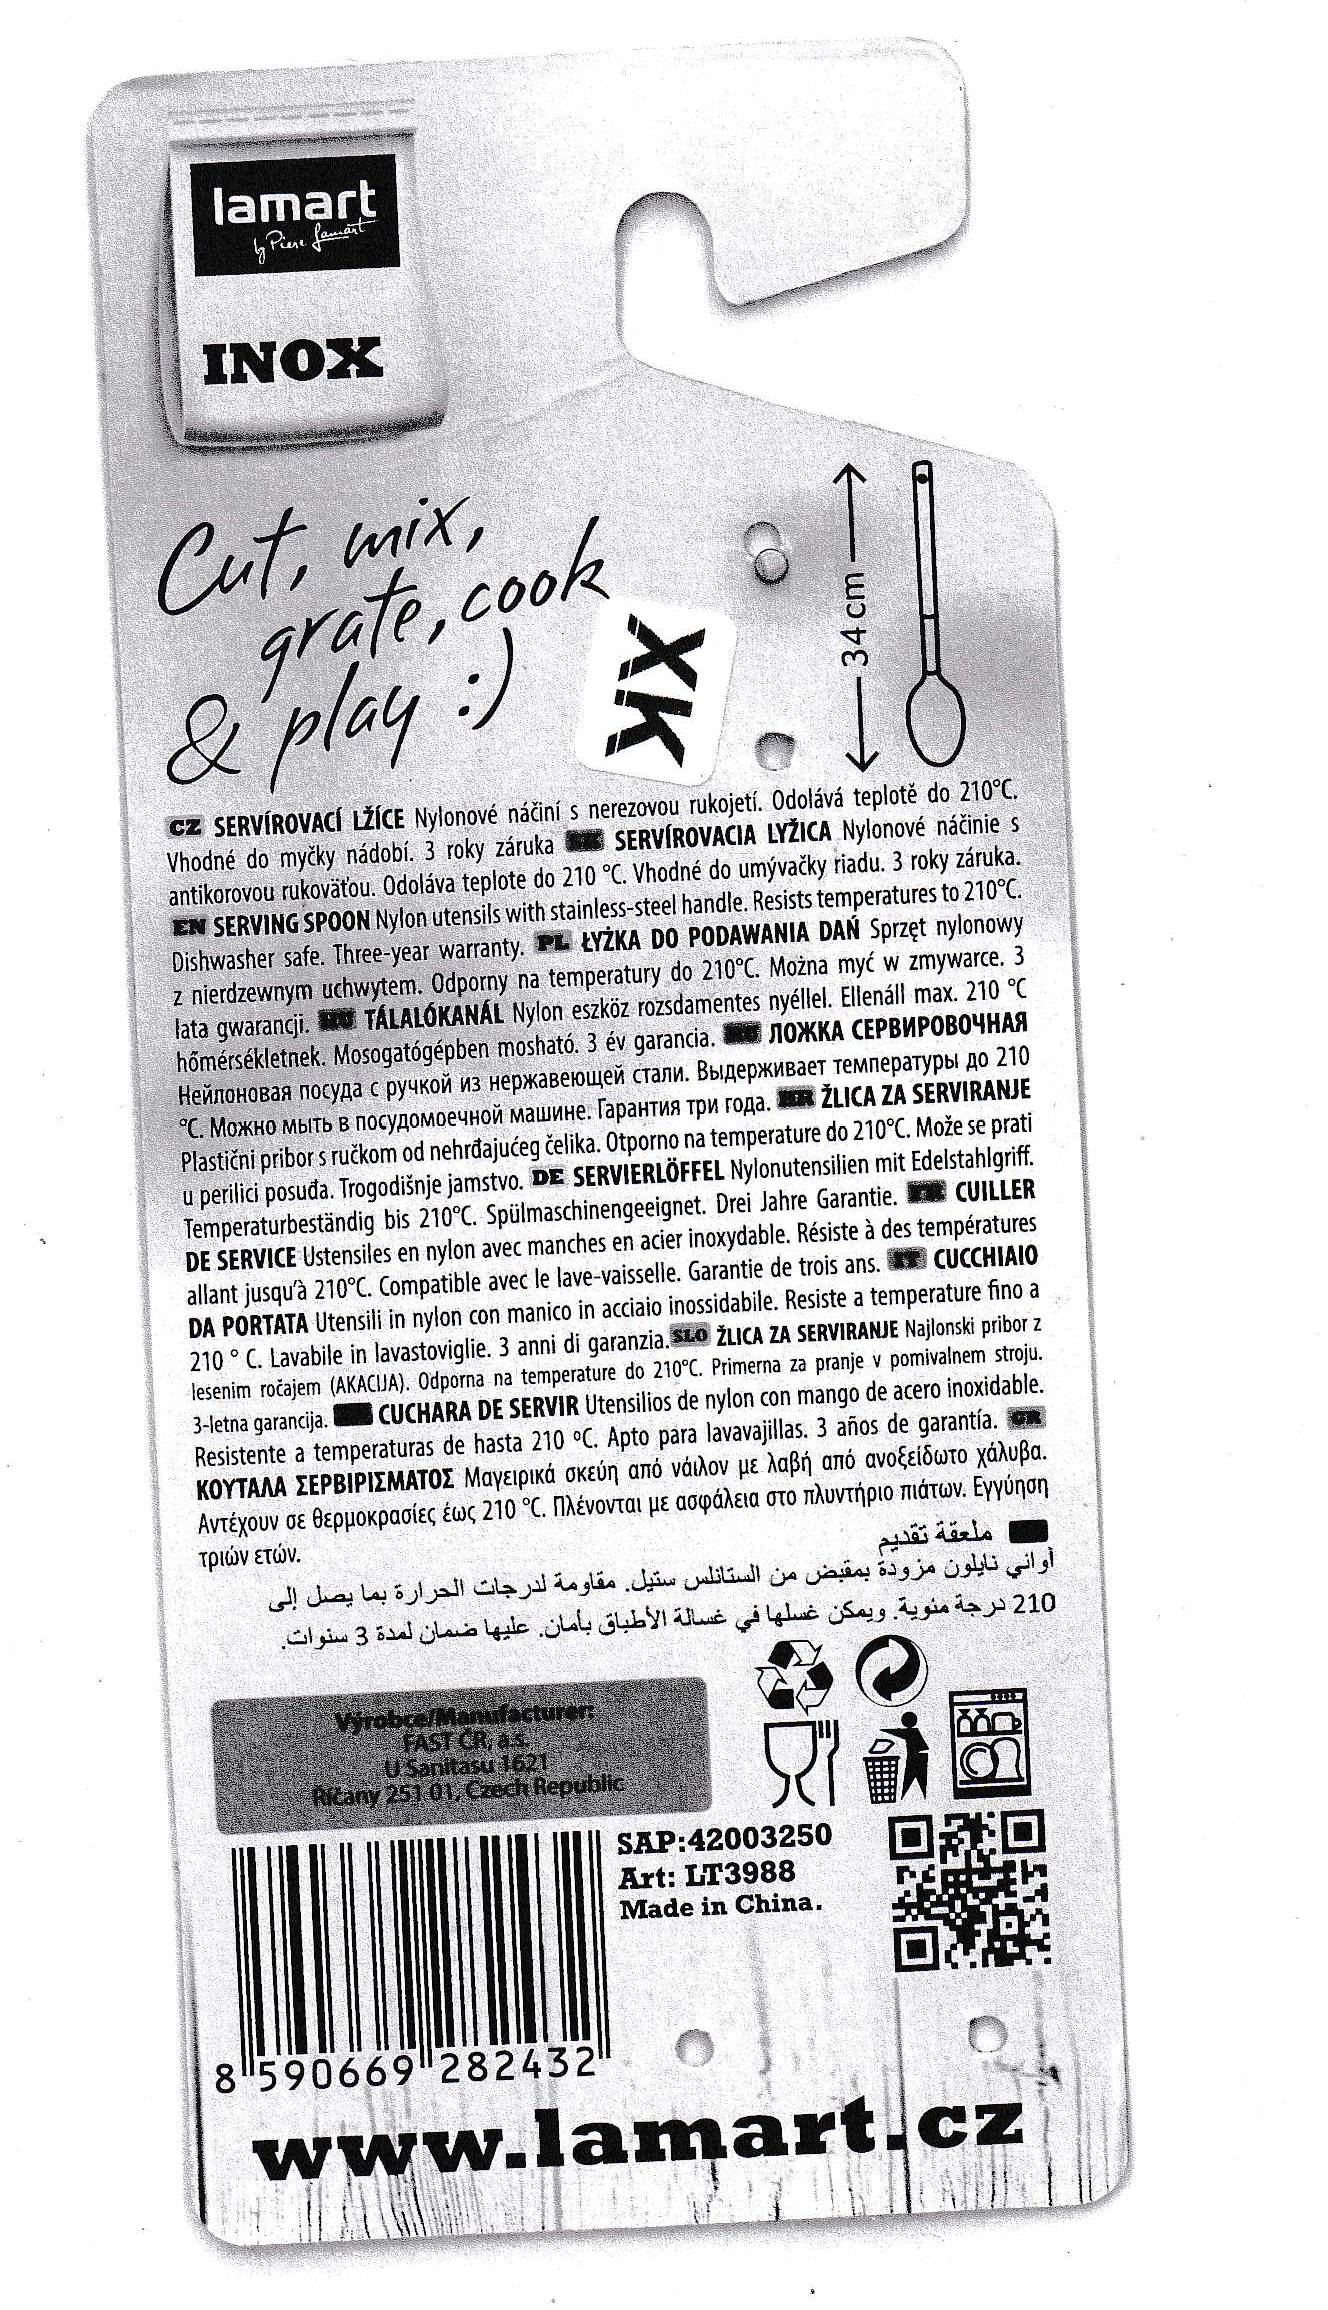 lamart
by Piere Lamart
INOX
Cut, mix,
grate, cook
& play :)
XK
34 cm
CZ SERVÍROVACÍ LŽÍCE Nylonové náčiní s nerezovou rukojetí. Odolává teplotě do 210°C.
Vhodné do myčky nádobí. 3 roky záruka SK SERVÍROVACIA LYŽICA Nylonové náčinie s
antikorovou rukoväťou. Odoláva teplote do 210 °C. Vhodné do umývačky riadu. 3 roky záruka.
EN SERVING SPOON Nylon utensils with stainless-steel handle. Resists temperatures to 210°C.
Dishwasher safe. Three-year warranty. PL ŁYŻKA DO PODAWANIA DAŃ Sprzęt nylonowy
z nierdzewnym uchwytem. Odporny na temperatury do 210°C. Można myć w zmywarce. 3
lata gwarancji. HU TÁLALÓKANÁL Nylon eszköz rozsdamentes nyéllel. Ellenáll max. 210 °C
hőmérsékletnek. Mosogatógépben mosható. 3 év garancia. RU ЛОЖКА СЕРВИРОВОЧНАЯ
Нейлоновая посуда с ручкой из нержавеющей стали. Выдерживает температуры до 210
°C. Можно мыть в посудомоечной машине. Гарантия три года. HR ŽLICA ZA SERVIRANJE
Plastični pribor s ručkom od nehrđajućeg čelika. Otporno na temperature do 210°C. Može se prati
u perilici posuđa. Trogodišnje jamstvo. DE SERVIERLÖFFEL Nylonutensilien mit Edelstahlgriff.
Temperaturbeständig bis 210°C. Spülmaschinengeeignet. Drei Jahre Garantie. FR CUILLER
DE SERVICE Ustensiles en nylon avec manches en acier inoxydable. Résiste à des températures
allant jusqu'à 210°C. Compatible avec le lave-vaisselle. Garantie de trois ans. IT CUCCHIAIO
DA PORTATA Utensili in nylon con manico in acciaio inossidabile. Resiste a temperature fino a
210 ° C. Lavabile in lavastoviglie. 3 anni di garanzia. SLO ŽLICA ZA SERVIRANJE Najlonski pribor z
lesenim ročajem (AKACIJA). Odporna na temperature do 210°C. Primerna za pranje v pomivalnem stroju.
3-letna garancija. CUCHARA DE SERVIR Utensilios de nylon con mango de acero inoxidable.
Resistente a temperaturas de hasta 210 ºC. Apto para lavavajillas. 3 años de garantía. GR
ΚΟΥΤΑΛΑ ΣΕΡΒΙΡΙΣΜΑΤΟΣ Μαγειρικά σκεύη από νάιλον με λαβή από ανοξείδωτο χάλυβα.
Αντέχουν σε θερμοκρασίες έως 210 °C. Πλένονται με ασφάλεια στο πλυντήριο πιάτων. Εγγύηση
τριών ετών.
ملعقة تقديم
أواني نايلون مزودة بمقبض من الستانلس ستيل. مقاومة لدرجات الحرارة بما يصل إلى
210 درجة مئوية. ويمكن غسلها في غسالة الأطباق بأمان. عليها ضمان لمدة 3 سنوات.
Výrobce/Manufacturer:
FAST ČR, a.s.
U Sanitasu 1621
Říčany 251 01, Czech Republic
SAP:42003250
Art: LT3988
Made in China.
8 590669 282432
www.lamart.cz